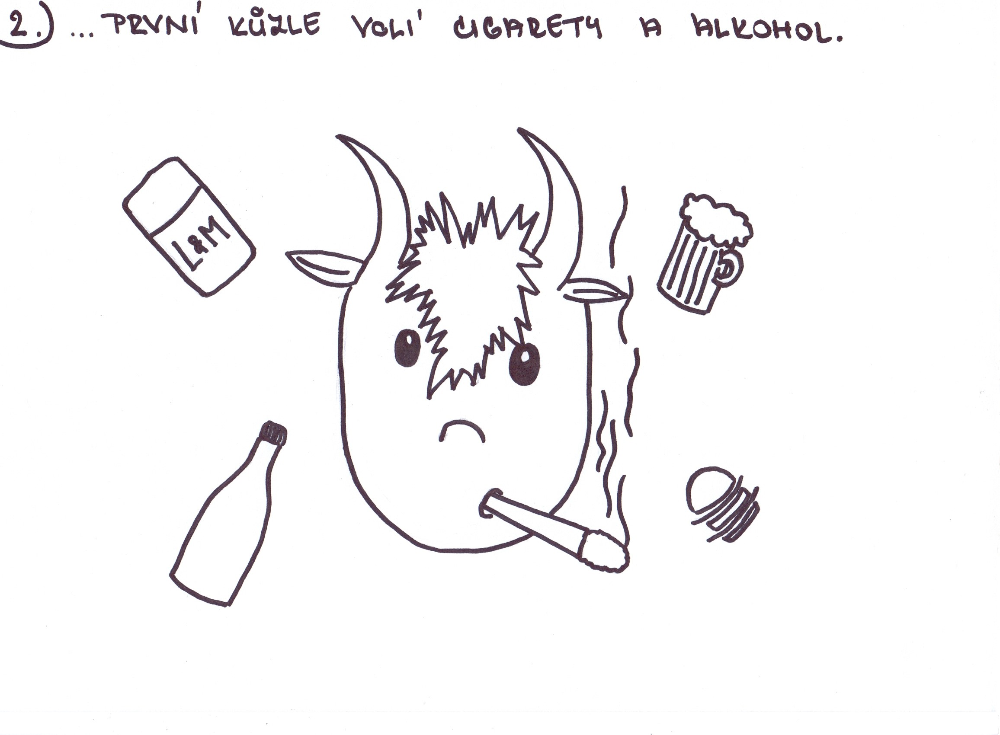 2.) ... PRVNÍ KŮZLE VOLÍ CIGARETY A ALKOHOL.
L&M